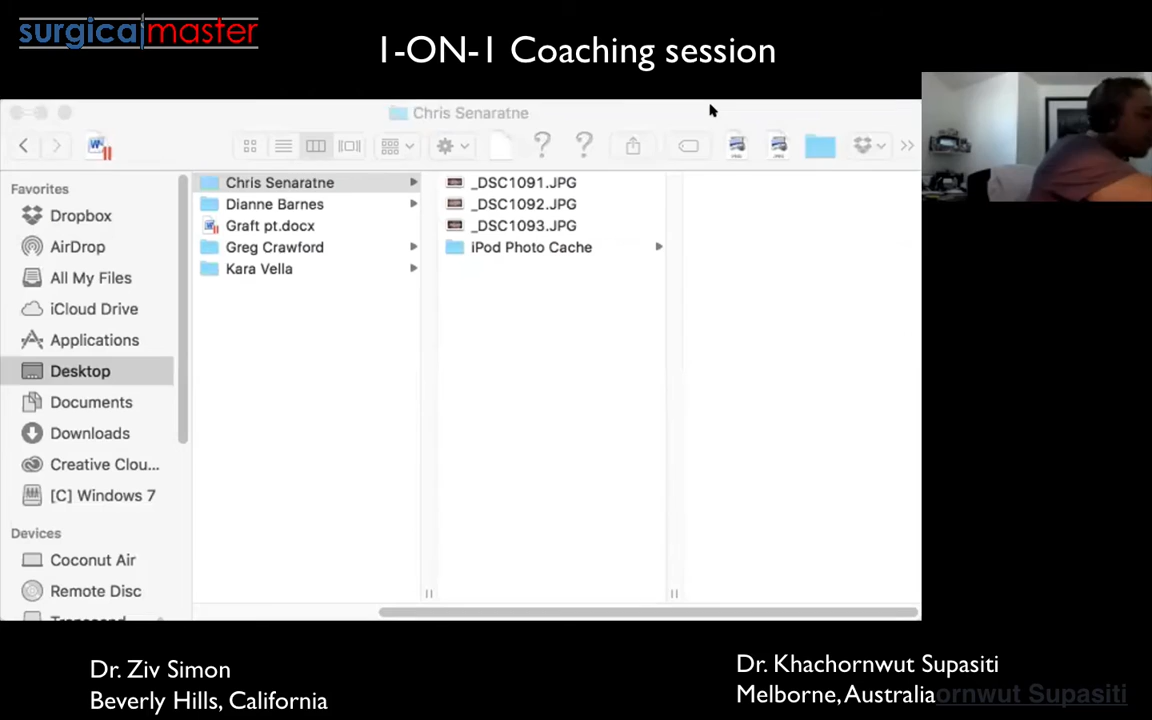 surgicalmaster
1-ON-1 Coaching session
Chris Senaratne
Favorites
Dropbox
AirDrop
All My Files
iCloud Drive
Applications
Desktop
Documents
Downloads
Creative Clou...
[C] Windows 7
Devices
Coconut Air
Remote Disc
Transcend
Chris Senaratne
Dianne Barnes
Graft pt.docx
Greg Crawford
Kara Vella
_DSC1091.JPG
_DSC1092.JPG
_DSC1093.JPG
iPod Photo Cache
Dr. Ziv Simon
Beverly Hills, California
Dr. Khachornwut Supasiti
Melborne, Australia
ornwut Supasiti